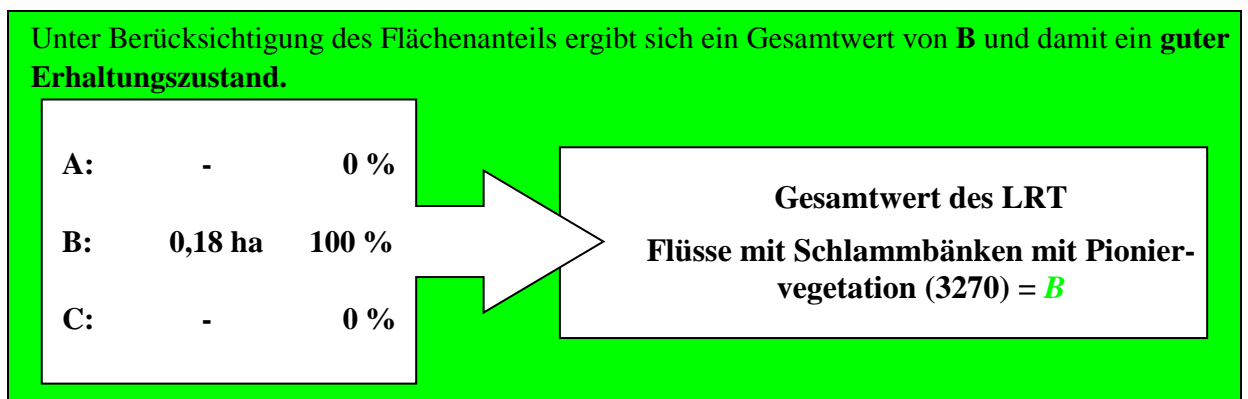 Unter Berücksichtigung des Flächenanteils ergibt sich ein Gesamtwert von B und damit ein guter
Erhaltungszustand.
A: - 0 %
B: 0,18 ha 100 %
C: - 0 %
Gesamtwert des LRT
Flüsse mit Schlammbänken mit Pionier-
vegetation (3270) = B